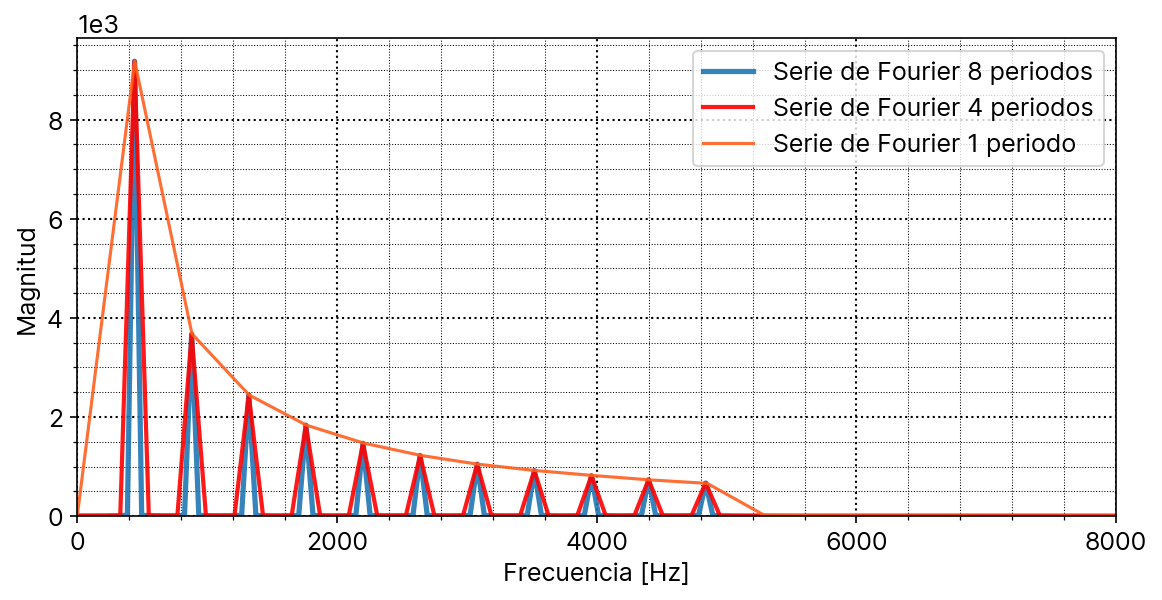 1e3
Serie de Fourier 8 periodos
Serie de Fourier 4 periodos
Serie de Fourier 1 periodo
Magnitud
8
6
4
2
0
0 2000 4000 6000 8000
Frecuencia [Hz]